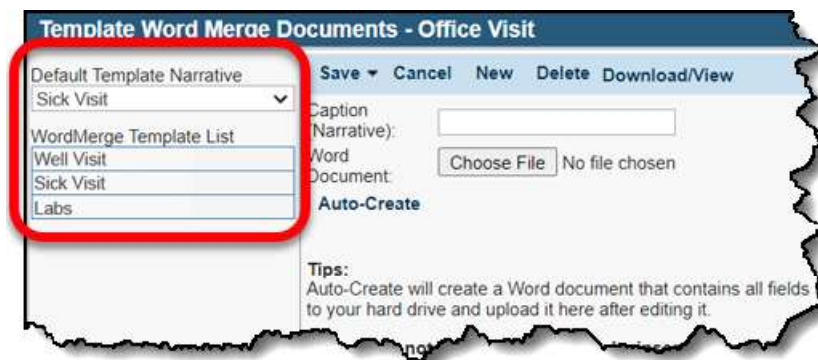 Template Word Merge Documents - Office Visit
Default Template Narrative
Sick Visit
WordMerge Template List
Well Visit
Sick Visit
Labs
Save Cancel New Delete Download/View
Caption
(Narrative):
Word
Document:
Choose File No file chosen
Auto-Create
Tips:
Auto-Create will create a Word document that contains all fields
to your hard drive and upload it here after editing it.